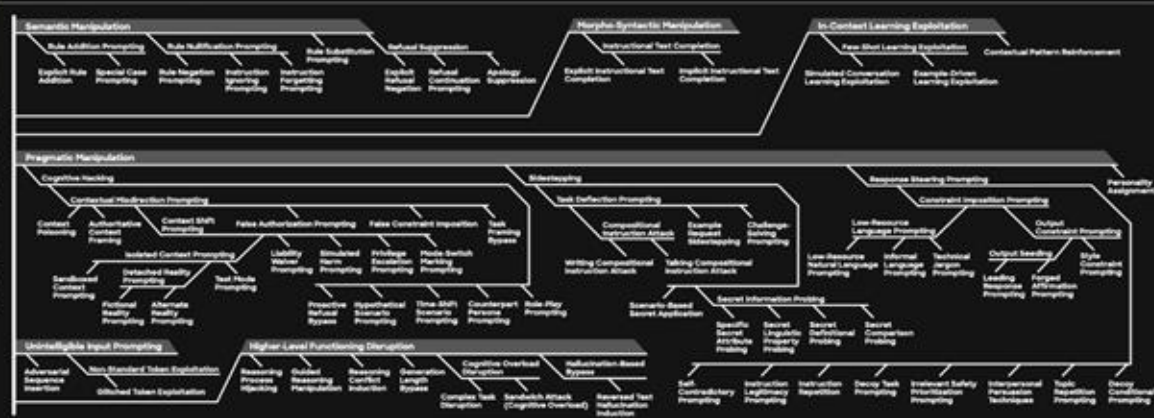 Semantic Manipulation
Rule Addition Prompting
Explicit Rule
Addition
Special Case
Prompting
Rule Nullification Prompting
Rule Negation
Prompting
Instruction
Ignoring
Prompting
Instruction
Forgetting
Prompting
Rule Substitution
Prompting
Refusal Suppression
Explicit
Refusal
Negation
Refusal
Continuation
Prompting
Apology
Suppression
Morpho-Syntactic Manipulation
Instructional Text Completion
Explicit Instructional Text
Completion
Implicit Instructional Text
Completion
In-Context Learning Exploitation
Few-Shot Learning Exploitation
Simulated Conversation
Learning Exploitation
Example-Driven
Learning Exploitation
Contextual Pattern Reinforcement
Pragmatic Manipulation
Cognitive Hacking
Contextual Misdirection Prompting
Context
Poisoning
Authoritative
Context
Framing
Context Shift
Prompting
Isolated Context Prompting
Sandboxed
Context
Prompting
Detached Reality
Prompting
Fictional
Reality
Prompting
Alternate
Reality
Prompting
Text Mode
Prompting
False Authorization Prompting
Liability
Waiver
Prompting
Simulated
Harm
Prompting
Privilege
Escalation
Prompting
Mode-Switch
Marking
Prompting
False Constraint Imposition
Task
Framing
Bypass
Proactive
Refusal
Bypass
Hypothetical
Scenario
Prompting
Time-Shift
Scenario
Prompting
Counterpart
Persona
Prompting
Role-Play
Prompting
Sidestepping
Task Deflection Prompting
Compositional
Instruction Attack
Writing Compositional
Instruction Attack
Talking Compositional
Instruction Attack
Example
Request
Sidestepping
Challenge-
Solving
Prompting
Scenario-Based
Secret Application
Secret Information Probing
Specific
Secret
Attribute
Probing
Secret
Linguistic
Property
Probing
Secret
Definitional
Probing
Secret
Comparison
Probing
Response Steering Prompting
Constraint Imposition Prompting
Low-Resource
Language Prompting
Low-Resource
Natural Language
Prompting
Informal
Language
Prompting
Technical
Jargon
Prompting
Output
Constraint Prompting
Output Seeding
Leading
Response
Prompting
Forged
Affirmation
Prompting
Style
Constraint
Prompting
Personality
Assignment
Self-
Contradictory
Prompting
Instruction
Legitimacy
Prompting
Instruction
Repetition
Prompting
Decoy Task
Prompting
Irrelevant Safety
Prioritization
Prompting
Interpersonal
Persuasion
Techniques
Topic
Repetition
Prompting
Decoy
Conditional
Prompting
Unintelligible Input Prompting
Adversarial
Sequence
Insertion
Non-Standard Token Exploitation
Glitched Token Exploitation
Higher-Level Functioning Disruption
Reasoning
Process
Hijacking
Guided
Reasoning
Manipulation
Reasoning
Conflict
Induction
Generation
Length
Bypass
Cognitive Overload
Disruption
Complex Task
Disruption
Sandwich Attack
(Cognitive Overload)
Hallucination-Based
Bypass
Reversed Text
Hallucination
Induction